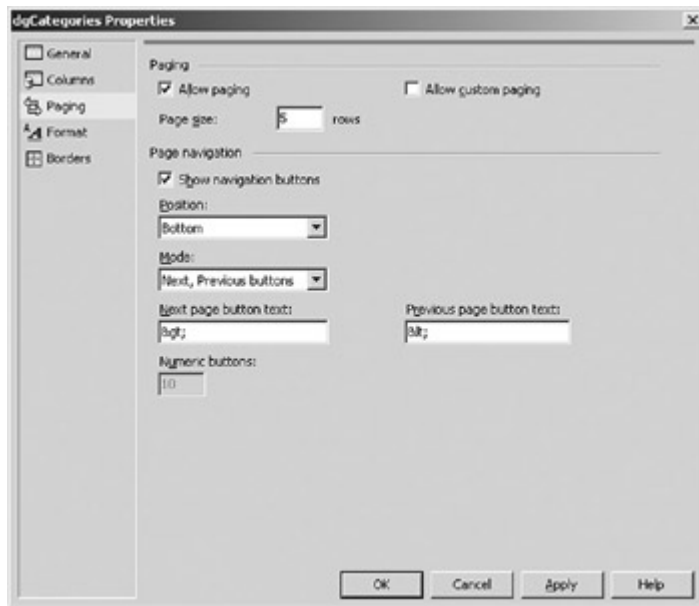 dgCategories Properties
General
Columns
Paging
Format
Borders
Paging
Allow paging
Allow custom paging
Page size: 5 rows
Page navigation
Show navigation buttons
Position:
Bottom
Mode:
Next, Previous buttons
Next page button text: Previous page button text:
&gt; &lt;
Numeric buttons:
10
OK Cancel Apply Help